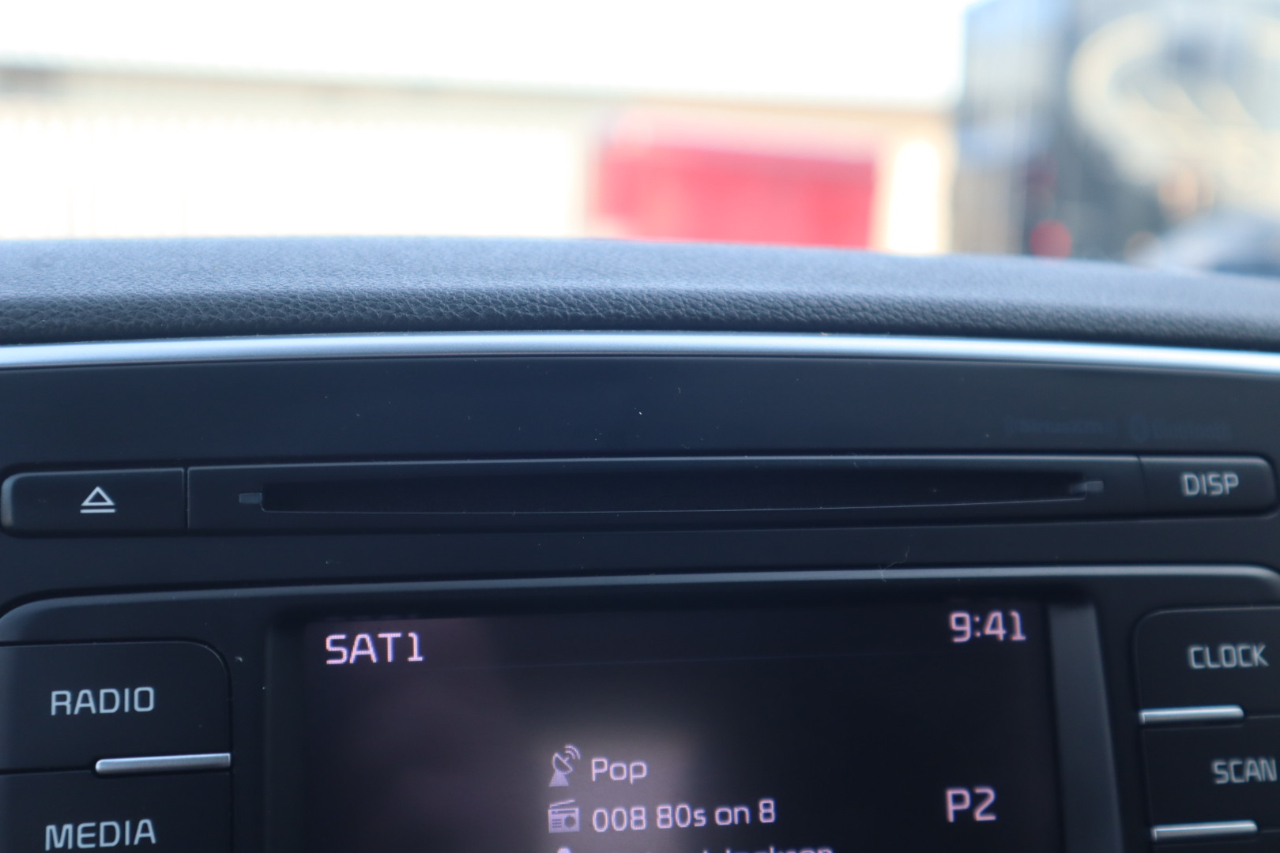 DISP
SAT1
9:41
RADIO
CLOCK
Pop
SCAN
008 80s on 8
P2
MEDIA